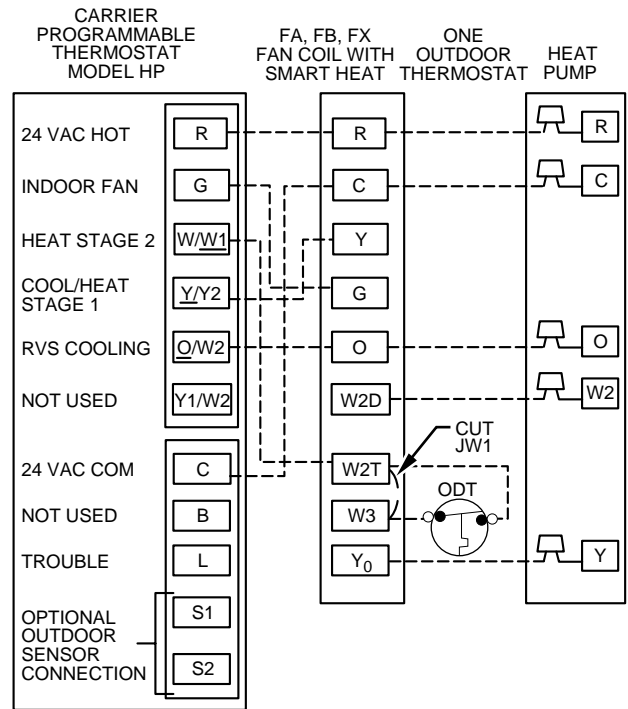 CARRIER
PROGRAMMABLE
THERMOSTAT
MODEL HP
FA, FB, FX
FAN COIL WITH
SMART HEAT
ONE
OUTDOOR
THERMOSTAT
HEAT
PUMP
24 VAC HOT
R
R
R
INDOOR FAN
G
C
C
HEAT STAGE 2
W/W1
Y
COOL/HEAT
STAGE 1
Y/Y2
G
RVS COOLING
O/W2
O
O
NOT USED
Y1/W2
W2D
W2
CUT
JW1
24 VAC COM
C
W2T
ODT
NOT USED
B
W3
TROUBLE
L
Y0
Y
OPTIONAL
OUTDOOR
SENSOR
CONNECTION
S1
S2